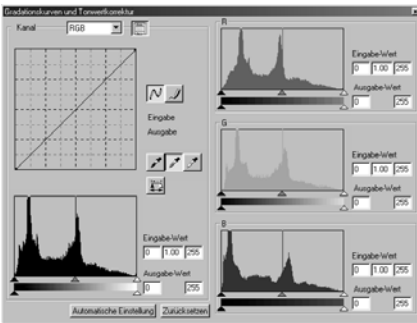 Gradationskurven und Tonwertkorrektur
Kanal RGB
Eingabe
Ausgabe
Eingabe-Wert
0 1.00 255
Ausgabe-Wert
0 255
Automatische Einstellung Zurücksetzen
R
Eingabe-Wert
0 1.00 255
Ausgabe-Wert
0 255
G
Eingabe-Wert
0 1.00 255
Ausgabe-Wert
0 255
B
Eingabe-Wert
0 1.00 255
Ausgabe-Wert
0 255